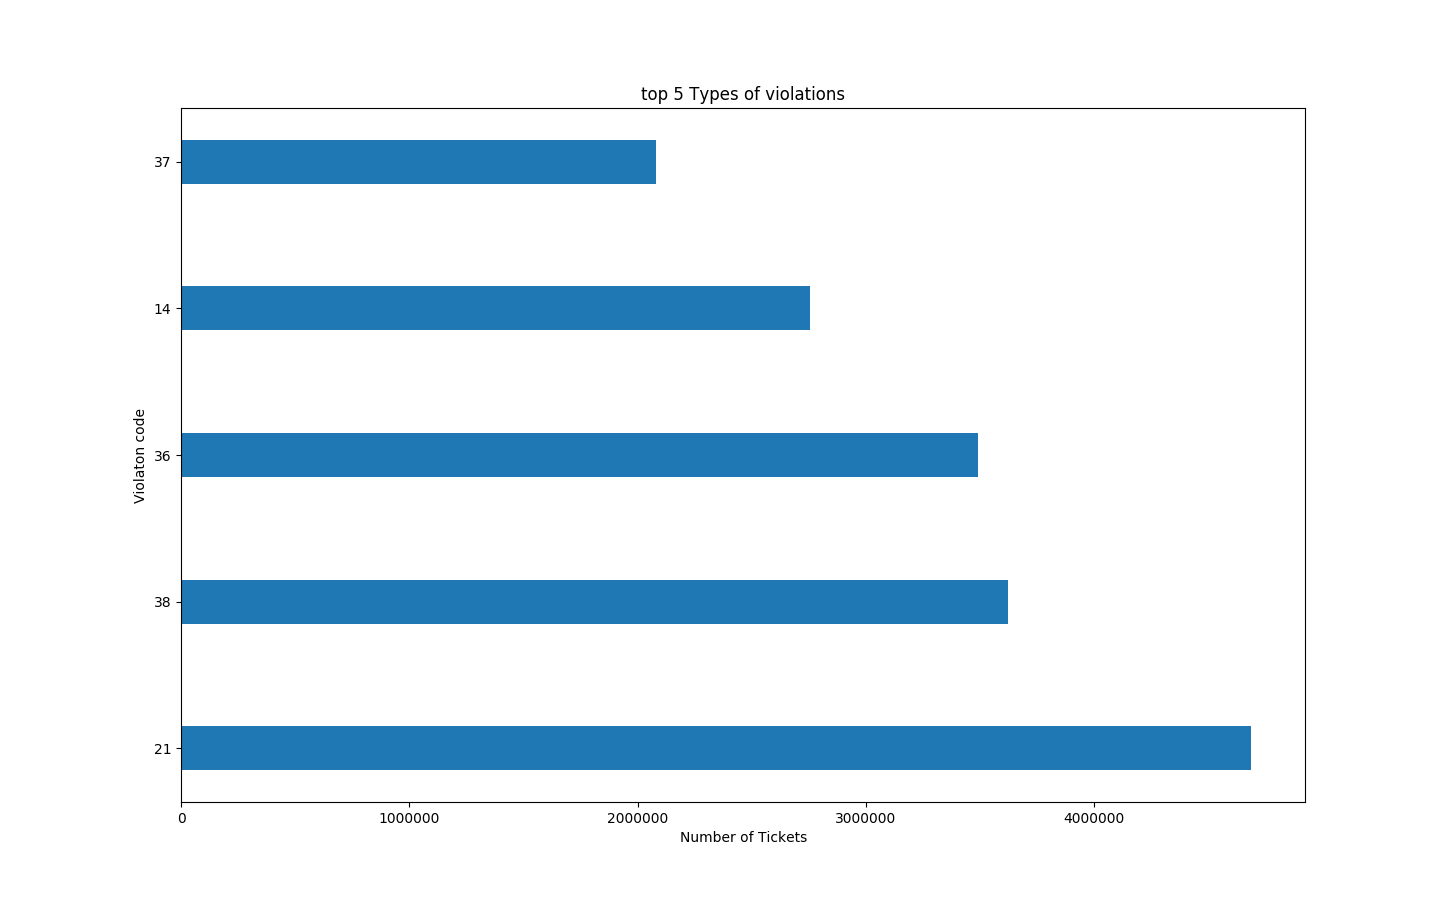 top 5 Types of violations
37
14
36
38
21
Violaton code
0 1000000 2000000 3000000 4000000
Number of Tickets